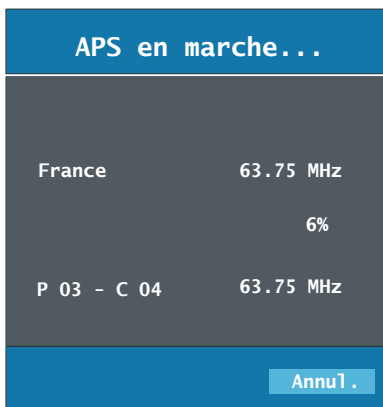 APS en marche...
France 63.75 MHz
6%
P 03 - C 04 63.75 MHz
Annul.